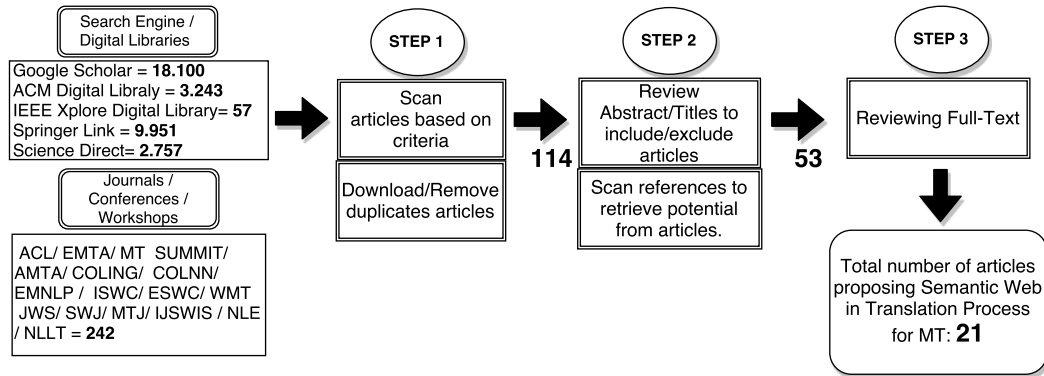 Search Engine /
Digital Libraries
Google Scholar = 18.100
ACM Digital Libraly = 3.243
IEEE Xplore Digital Library= 57
Springer Link = 9.951
Science Direct= 2.757
Journals /
Conferences /
Workshops
ACL/ EMTA/ MT SUMMIT/
AMTA/ COLING/ COLNN/
EMNLP / ISWC/ ESWC/ WMT
JWS/ SWJ/ MTJ/ IJSWIS / NLE
/ NLLT = 242
STEP 1
Scan
articles based on
criteria
Download/Remove
duplicates articles
114
STEP 2
Review
Abstract/Titles to
include/exclude
articles
Scan references to
retrieve potential
from articles.
53
STEP 3
Reviewing Full-Text
Total number of articles
proposing Semantic Web
in Translation Process
for MT: 21